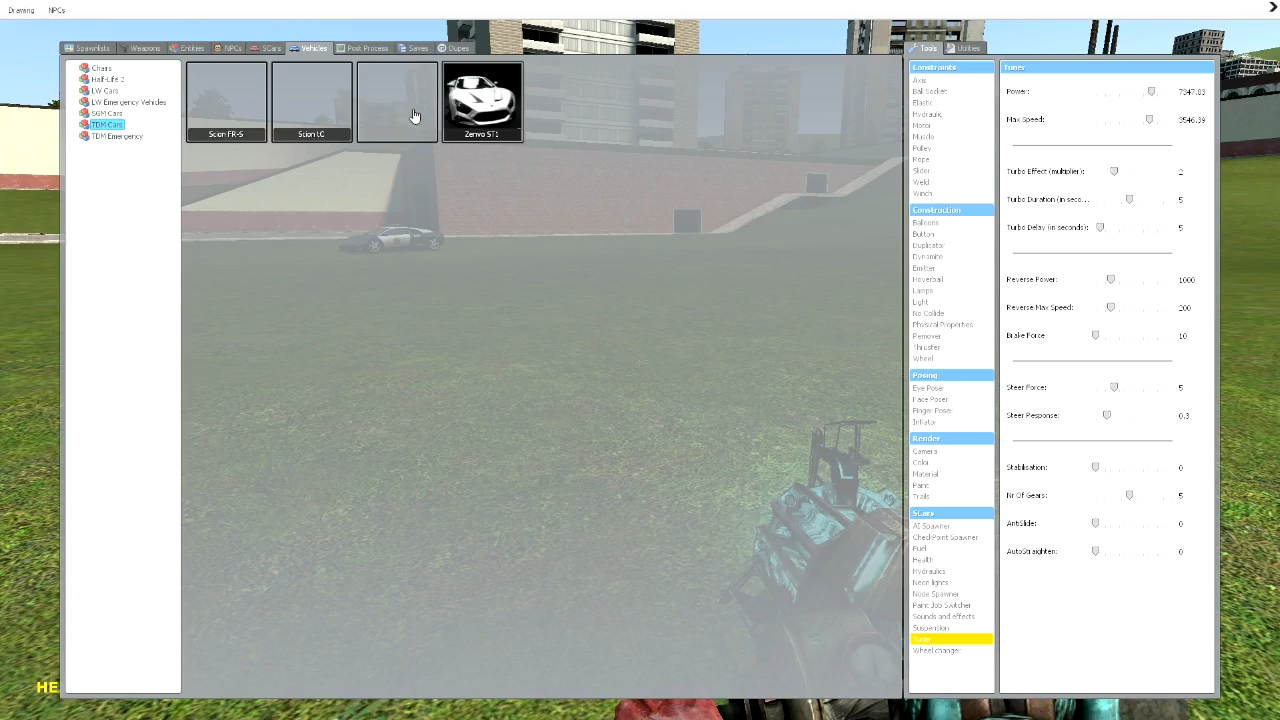 Drawing NPCs
Spawnlists Weapons Entities NPCs SCars Vehicles Post Process Saves Dupes
Chairs
Half-Life 2
LW Cars
LW Emergency Vehicles
SGM Cars
TDM Cars
TDM Emergency
Scion FR-S
Scion tC
Zenvo ST1
HE
Tools Utilities
Constraints
Axis
Ball Socket
Elastic
Hydraulic
Motor
Muscle
Pulley
Rope
Slider
Weld
Winch
Construction
Balloons
Button
Duplicator
Dynamite
Emitter
Hoverball
Lamps
Light
No Collide
Physical Properties
Remover
Thruster
Wheel
Posing
Eye Poser
Face Poser
Finger Poser
Inflator
Render
Camera
Color
Material
Paint
Trails
SCars
AI Spawner
CheckPoint Spawner
Fuel
Health
Hydraulics
Neon lights
Node Spawner
Paint Job Switcher
Sounds and effects
Suspension
Tuner
Wheel changer
Tuner
Power: 7347.03
Max Speed: 3546.39
Turbo Effect (multiplier): 2
Turbo Duration (in seco... 5
Turbo Delay (in seconds): 5
Reverse Power: 1000
Reverse Max Speed: 200
Brake Force 10
Steer Force: 5
Steer Response: 0.3
Stabilisation: 0
Nr Of Gears: 5
AntiSlide: 0
AutoStraighten: 0